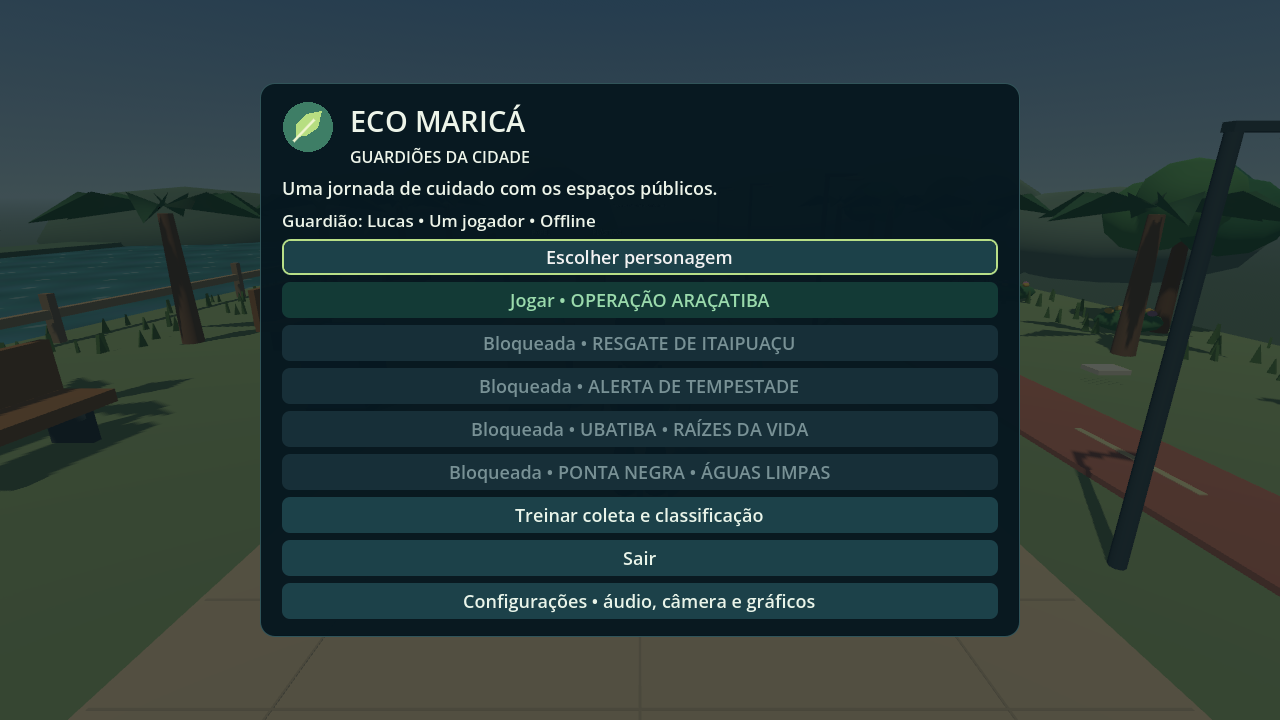 ECO MARICÁ
GUARDIÕES DA CIDADE
Uma jornada de cuidado com os espaços públicos.
Guardião: Lucas • Um jogador • Offline
Escolher personagem
Jogar • OPERAÇÃO ARAÇATIBA
Bloqueada • RESGATE DE ITAIPUAÇU
Bloqueada • ALERTA DE TEMPESTADE
Bloqueada • UBATIBA • RAÍZES DA VIDA
Bloqueada • PONTA NEGRA • ÁGUAS LIMPAS
Treinar coleta e classificação
Sair
Configurações • áudio, câmera e gráficos